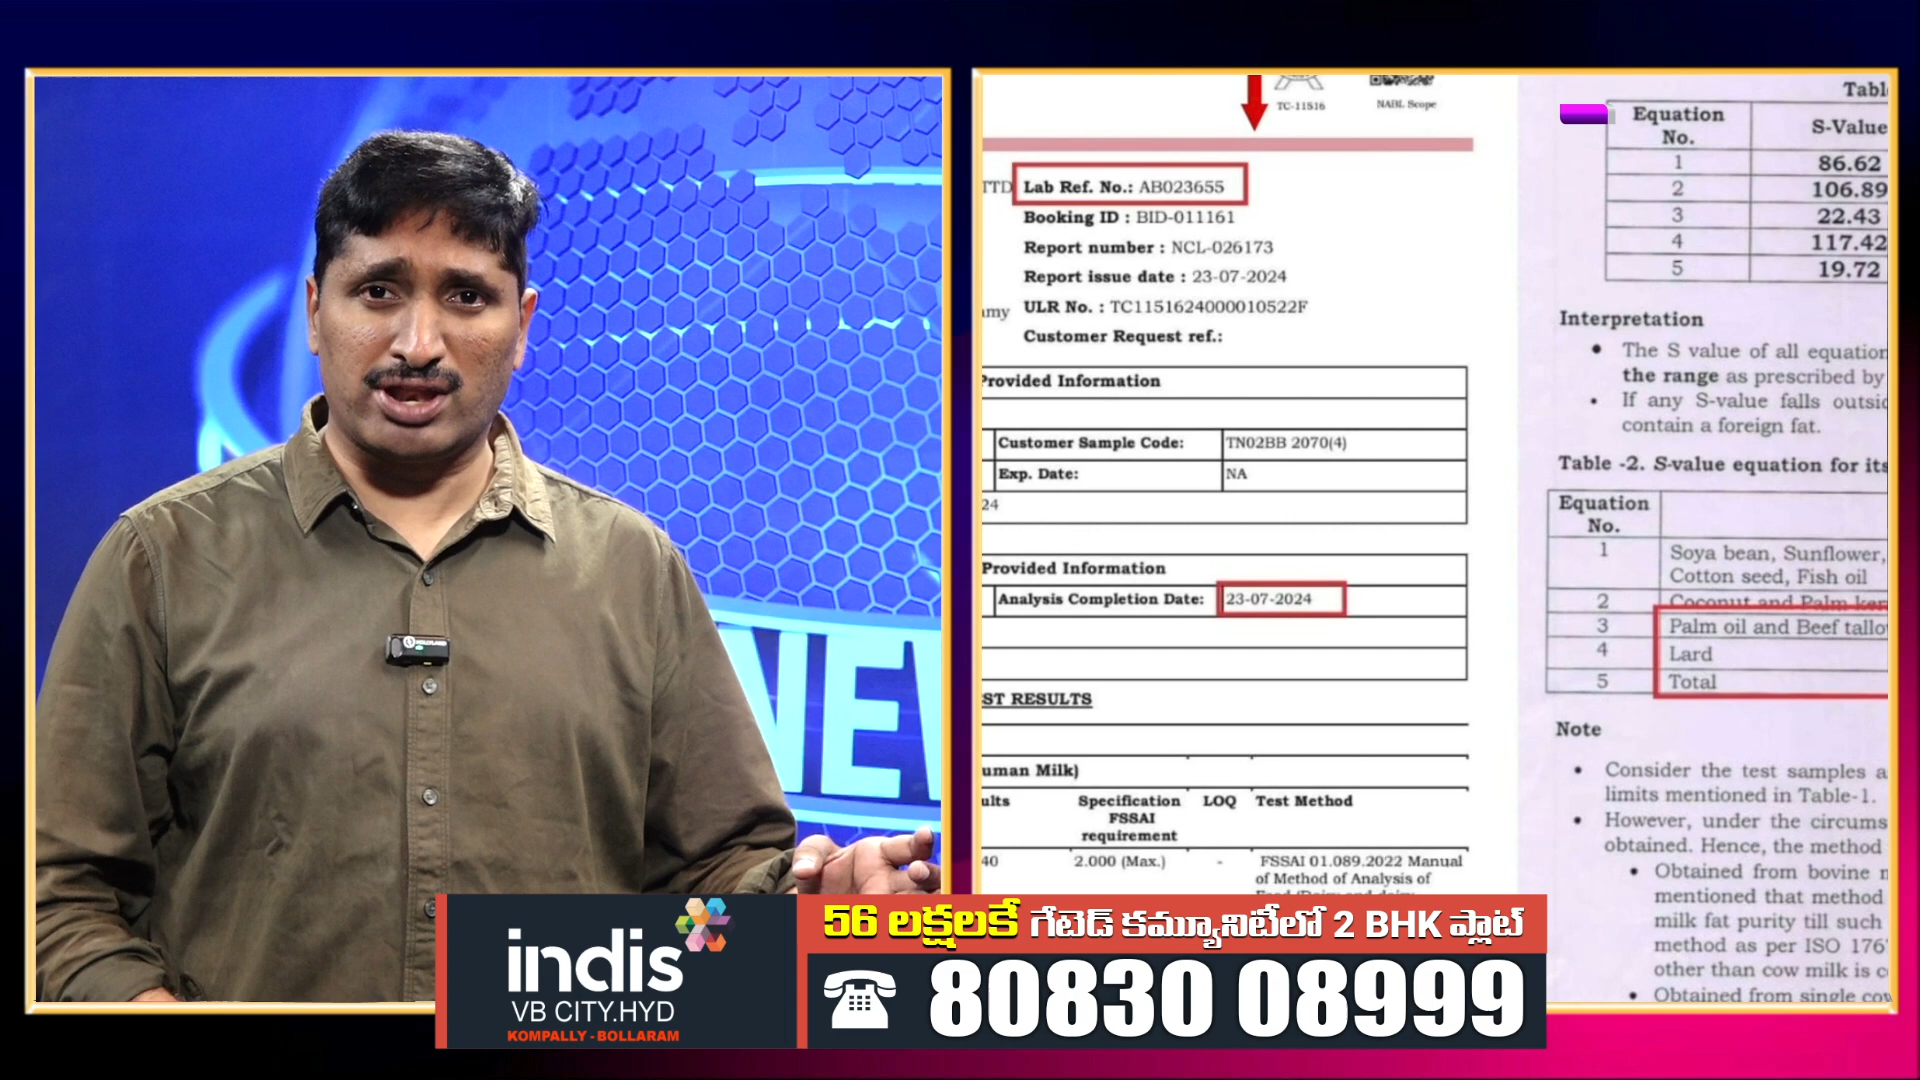 NEW
TC-11516
NABL Scope
TTD
Lab Ref. No.: AB023655
Booking ID : BID-011161
Report number : NCL-026173
Report issue date : 23-07-2024
amy
ULR No. : TC1151624000010522F
Customer Request ref.:
Provided Information
Customer Sample Code: TN02BB 2070(4)
Exp. Date: NA
24
Provided Information
Analysis Completion Date: 23-07-2024
ST RESULTS
uman Milk)
ults Specification LOQ Test Method
FSSAI
requirement
40 2.000 (Max.) - FSSAI 01.089.2022 Manual
of Method of Analysis of
Tabl
Equation S-Value
No.
1 86.62
2 106.89
3 22.43
4 117.42
5 19.72
Interpretation
• The S value of all equation
the range as prescribed by
• If any S-value falls outsid
contain a foreign fat.
Table -2. S-value equation for its
Equation
No.
1 Soya bean, Sunflower,
Cotton seed, Fish oil
2 Coconut and Palm ker
3 Palm oil and Beef tallo
4 Lard
5 Total
Note
• Consider the test samples a
limits mentioned in Table-1.
• However, under the circums
obtained. Hence, the method
• Obtained from bovine m
mentioned that method
milk fat purity till such
method as per ISO 176
other than cow milk is c
• Obtained from single cow
indis
VB CITY.HYD
KOMPALLY - BOLLARAM
56 లక్షలకే గేటెడ్ కమ్యూనిటీలో 2 BHK ఫ్లాట్
80830 08999